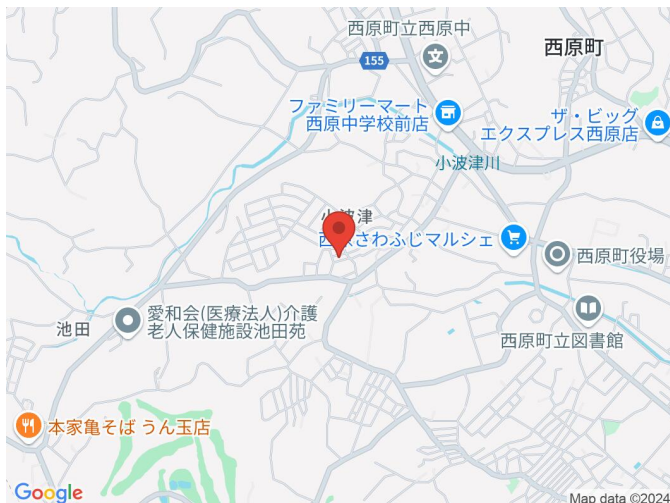 西原町立西原中
西原町
155
ファミリーマート
西原中学校前店
ザ・ビッグ
エクスプレス西原店
小波津川
小波津
西原さわふじマルシェ
西原町役場
愛和会(医療法人)介護
老人保健施設池田苑
池田
西原町立図書館
本家亀そば うん玉店
Google
Map data ©2024